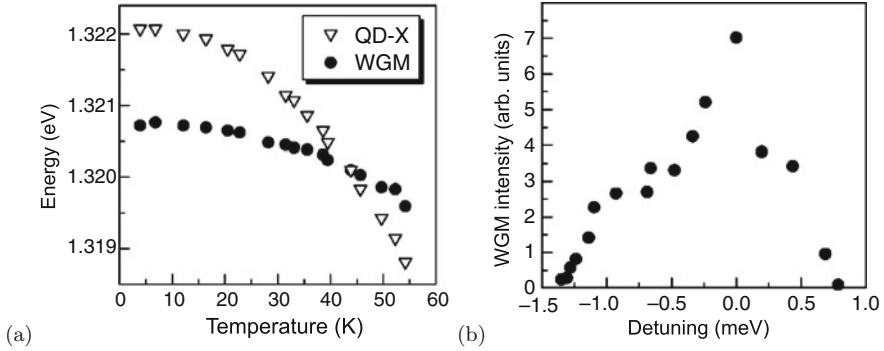 1.322
1.321
1.320
1.319
Energy (eV)
QD-X
WGM
0 10 20 30 40 50 60
Temperature (K)
(a)
7
6
5
4
3
2
1
0
WGM intensity (arb. units)
–1.5 –1.0 –0.5 0.0 0.5 1.0
Detuning (meV)
(b)